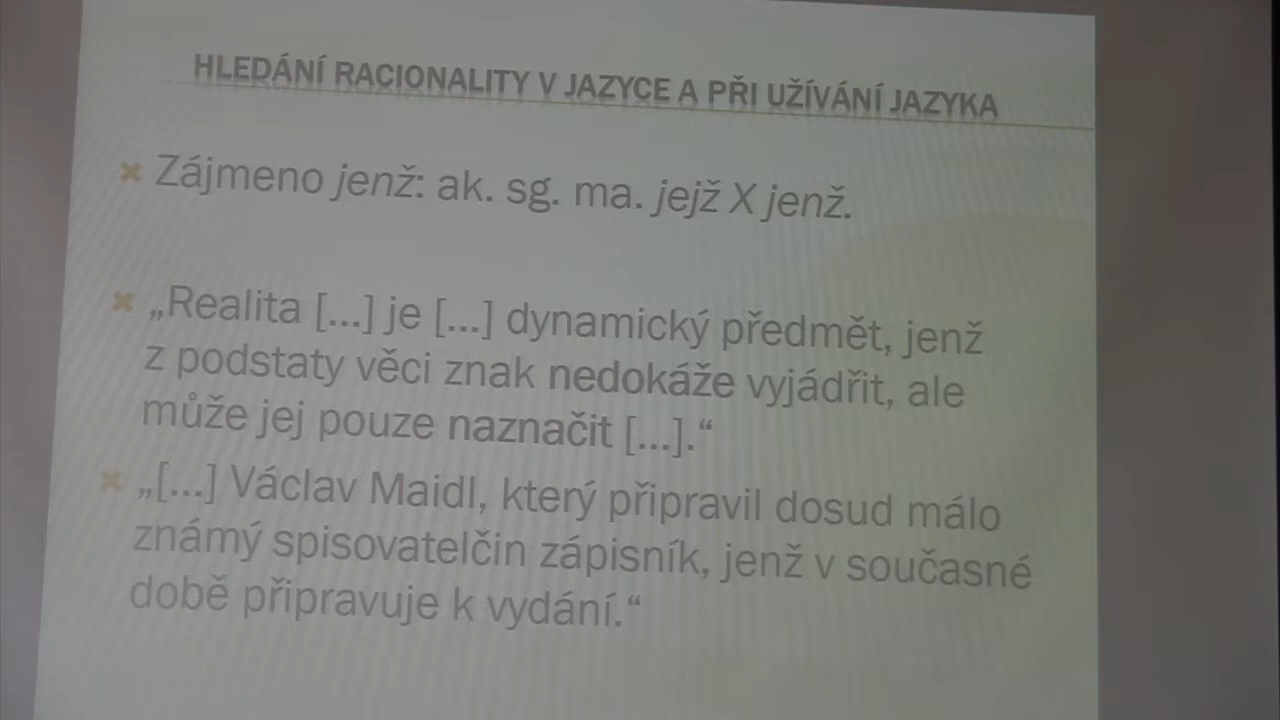 HLEDÁNÍ RACIONALITY V JAZYCE A PŘI UŽÍVÁNÍ JAZYKA
Zájmeno jenž: ak. sg. ma. jejž X jenž.
„Realita [...] je [...] dynamický předmět, jenž
z podstaty věci znak nedokáže vyjádřit, ale
může jej pouze naznačit [...].“
„[...] Václav Maidl, který připravil dosud málo
známý spisovatelčin zápisník, jenž v současné
době připravuje k vydání.“